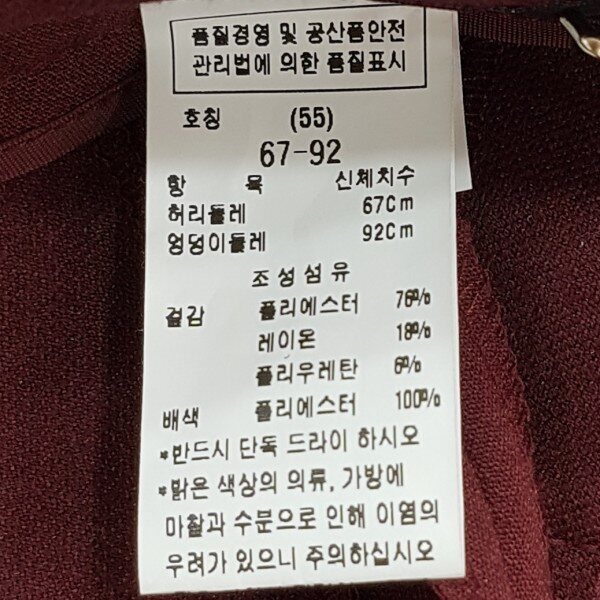 품질경영 및 공산품안전
관리법에 의한 품질표시
호칭 (55)
67-92
항 목 신체치수
허리둘레 67Cm
엉덩이둘레 92Cm
조성섬유
겉감 폴리에스터 76%
레이온 18%
폴리우레탄 6%
배색 폴리에스터 100%
*반드시 단독 드라이 하시오
*밝은 색상의 의류, 가방에
마찰과 수분으로 인해 이염의
우려가 있으니 주의하십시오